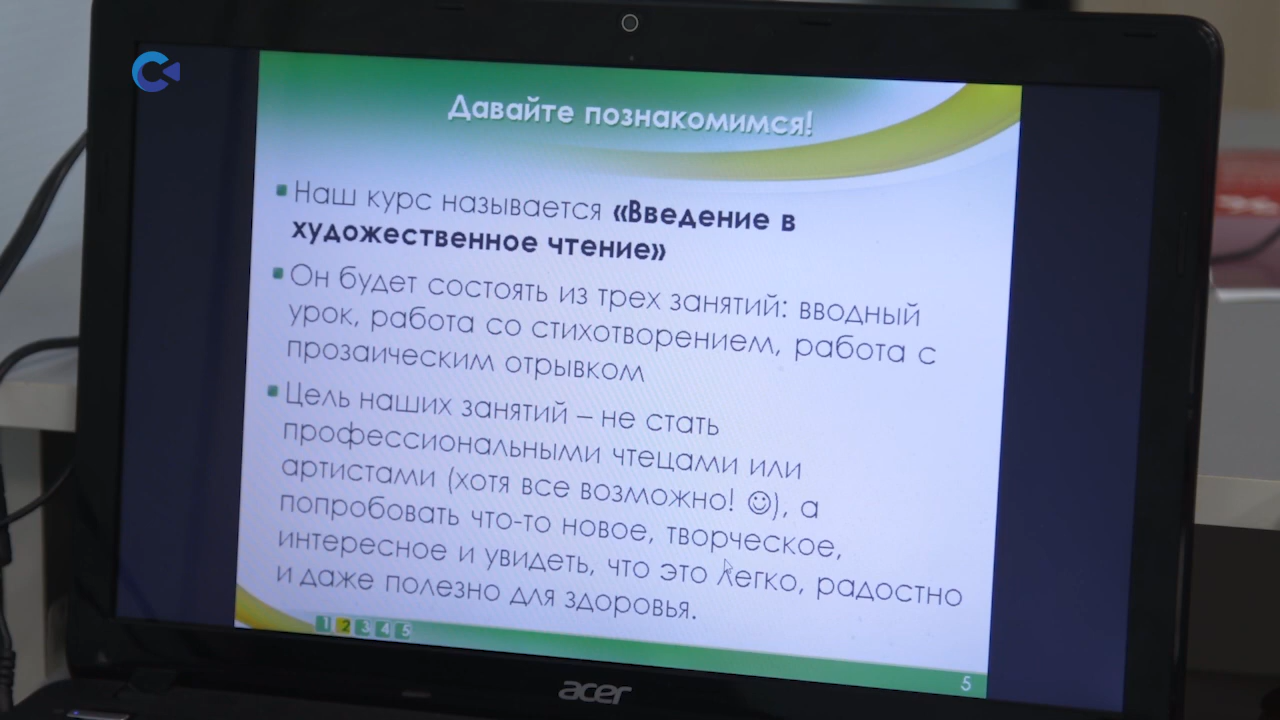 Давайте познакомимся!
Наш курс называется «Введение в
художественное чтение»
Он будет состоять из трех занятий: вводный
урок, работа со стихотворением, работа с
прозаическим отрывком
Цель наших занятий – не стать
профессиональными чтецами или
артистами (хотя все возможно! ☺), а
попробовать что-то новое, творческое,
интересное и увидеть, что это легко, радостно
и даже полезно для здоровья.
1 2 3 4 5
5
acer